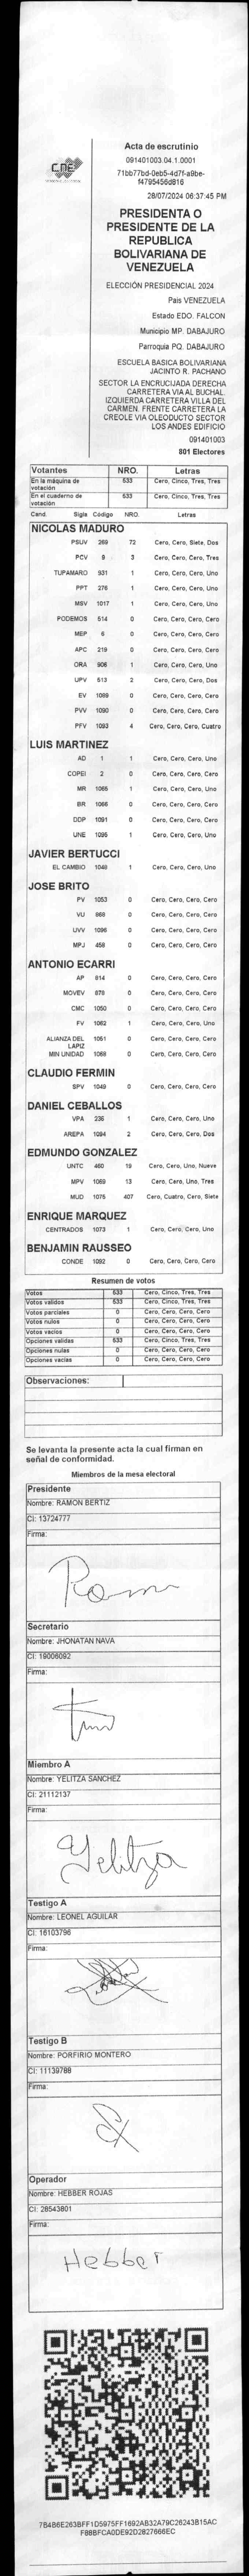 CNE
Acta de escrutinio
091401003.04.1.0001
71bb77bd-0eb5-4d7f-a9be-
f4795456d816
28/07/2024 06:37:45 PM
PRESIDENTA O
PRESIDENTE DE LA
REPUBLICA
BOLIVARIANA DE
VENEZUELA
ELECCIÓN PRESIDENCIAL 2024
Pais VENEZUELA
Estado EDO. FALCON
Municipio MP. DABAJURO
Parroquia PQ. DABAJURO
ESCUELA BASICA BOLIVARIANA
JACINTO R. PACHANO
SECTOR LA ENCRUCIJADA DERECHA
CARRETERA VIA AL BUCHAL.
IZQUIERDA CARRETERA VILLA DEL
CARMEN. FRENTE CARRETERA LA
CREOLE VIA OLEODUCTO SECTOR
LOS ANDES EDIFICIO
091401003
801 Electores
Votantes NRO. Letras
En la máquina de votación 533 Cero, Cinco, Tres, Tres
En el cuaderno de votación 533 Cero, Cinco, Tres, Tres
Cand. Sigla Código NRO. Letras
NICOLAS MADURO
PSUV 269 72 Cero, Cero, Siete, Dos
PCV 9 3 Cero, Cero, Cero, Tres
TUPAMARO 931 1 Cero, Cero, Cero, Uno
PPT 276 1 Cero, Cero, Cero, Uno
MSV 1017 1 Cero, Cero, Cero, Uno
PODEMOS 514 0 Cero, Cero, Cero, Cero
MEP 6 0 Cero, Cero, Cero, Cero
APC 219 0 Cero, Cero, Cero, Cero
ORA 908 1 Cero, Cero, Cero, Uno
UPV 513 2 Cero, Cero, Cero, Dos
EV 1089 0 Cero, Cero, Cero, Cero
PVV 1090 0 Cero, Cero, Cero, Cero
PFV 1093 4 Cero, Cero, Cero, Cuatro
LUIS MARTINEZ
AD 1 1 Cero, Cero, Cero, Uno
COPEI 2 0 Cero, Cero, Cero, Cero
MR 1065 1 Cero, Cero, Cero, Uno
BR 1066 0 Cero, Cero, Cero, Cero
DDP 1091 0 Cero, Cero, Cero, Cero
UNE 1095 1 Cero, Cero, Cero, Uno
JAVIER BERTUCCI
EL CAMBIO 1049 1 Cero, Cero, Cero, Uno
JOSE BRITO
PV 1053 0 Cero, Cero, Cero, Cero
VU 968 0 Cero, Cero, Cero, Cero
UVV 1096 0 Cero, Cero, Cero, Cero
MPJ 458 0 Cero, Cero, Cero, Cero
ANTONIO ECARRI
AP 814 0 Cero, Cero, Cero, Cero
MOVEV 879 0 Cero, Cero, Cero, Cero
CMC 1050 0 Cero, Cero, Cero, Cero
FV 1062 1 Cero, Cero, Cero, Uno
ALIANZA DEL LAPIZ 1051 0 Cero, Cero, Cero, Cero
MIN UNIDAD 1068 0 Cero, Cero, Cero, Cero
CLAUDIO FERMIN
SPV 1049 0 Cero, Cero, Cero, Cero
DANIEL CEBALLOS
VPA 236 1 Cero, Cero, Cero, Uno
AREPA 1094 2 Cero, Cero, Cero, Dos
EDMUNDO GONZALEZ
UNTC 460 19 Cero, Cero, Uno, Nueve
MPV 1069 13 Cero, Cero, Uno, Tres
MUD 1075 407 Cero, Cuatro, Cero, Siete
ENRIQUE MARQUEZ
CENTRADOS 1073 1 Cero, Cero, Cero, Uno
BENJAMIN RAUSSEO
CONDE 1092 0 Cero, Cero, Cero, Cero
Resumen de votos
Votos 533 Cero, Cinco, Tres, Tres
Votos validos 533 Cero, Cinco, Tres, Tres
Votos parciales 0 Cero, Cero, Cero, Cero
Votos nulos 0 Cero, Cero, Cero, Cero
Votos vacios 0 Cero, Cero, Cero, Cero
Opciones validas 533 Cero, Cinco, Tres, Tres
Opciones nulas 0 Cero, Cero, Cero, Cero
Opciones vacias 0 Cero, Cero, Cero, Cero
Observaciones:
Se levanta la presente acta la cual firman en
señal de conformidad.
Miembros de la mesa electoral
Presidente
Nombre: RAMON BERTIZ
CI: 13724777
Firma:
Secretario
Nombre: JHONATAN NAVA
CI: 19006092
Firma:
Miembro A
Nombre: YELITZA SANCHEZ
CI: 21112137
Firma:
Yelitza
Testigo A
Nombre: LEONEL AGUILAR
CI: 16103796
Firma:
Testigo B
Nombre: PORFIRIO MONTERO
CI: 11139788
Firma:
Operador
Nombre: HEBBER ROJAS
CI: 28543801
Firma:
Hebber
7B4B6E263BFF1D5975FF1692AB32A79C26243B15AC
F88BFCA0DE92D2827666EC